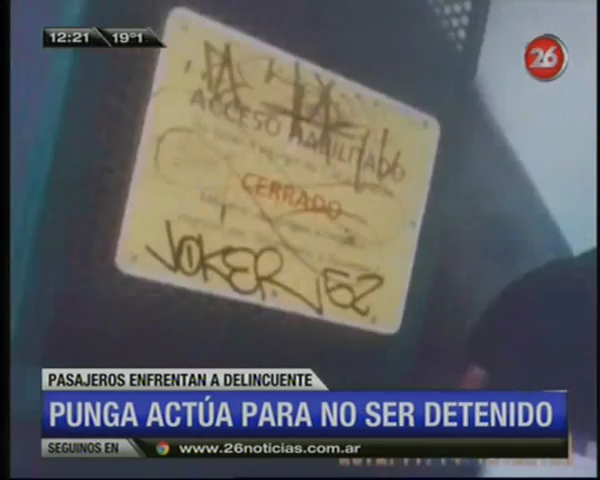 12:21 19°1
26
ACCESO HABILITADO
CERRADO
JOKER 52
PASAJEROS ENFRENTAN A DELINCUENTE
PUNGA ACTÚA PARA NO SER DETENIDO
SEGUINOS EN www.26noticias.com.ar